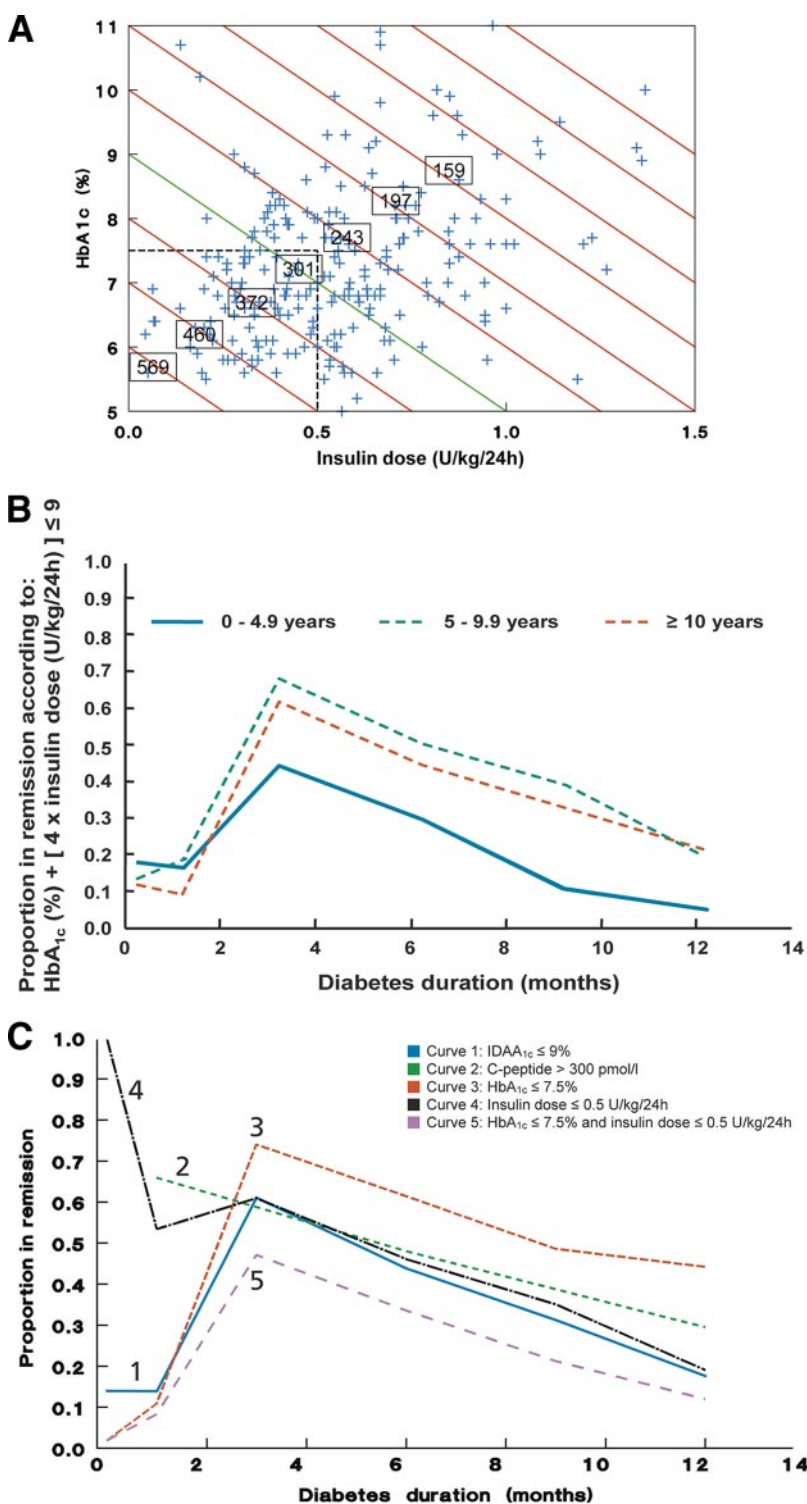 A
11
10
9
8
7
6
5
HbA1c (%)
159
197
243
301
372
460
569
0.0 0.5 1.0 1.5
Insulin dose (U/kg/24h)
B
Proportion in remission according to:
HbA1c (%) + [ 4 x insulin dose (U/kg/24h) ] ≤ 9
1.0
0.9
0.8
0.7
0.6
0.5
0.4
0.3
0.2
0.1
0.0
0 - 4.9 years 5 - 9.9 years ≥ 10 years
0 2 4 6 8 10 12 14
Diabetes duration (months)
C
Proportion in remission
1.0
0.9
0.8
0.7
0.6
0.5
0.4
0.3
0.2
0.1
0.0
Curve 1: IDAA1c ≤ 9%
Curve 2: C-peptide > 300 pmol/l
Curve 3: HbA1c ≤ 7.5%
Curve 4: Insulin dose ≤ 0.5 U/kg/24h
Curve 5: HbA1c ≤ 7.5% and insulin dose ≤ 0.5 U/kg/24h
4
3
2
5
1
0 2 4 6 8 10 12 14
Diabetes duration (months)